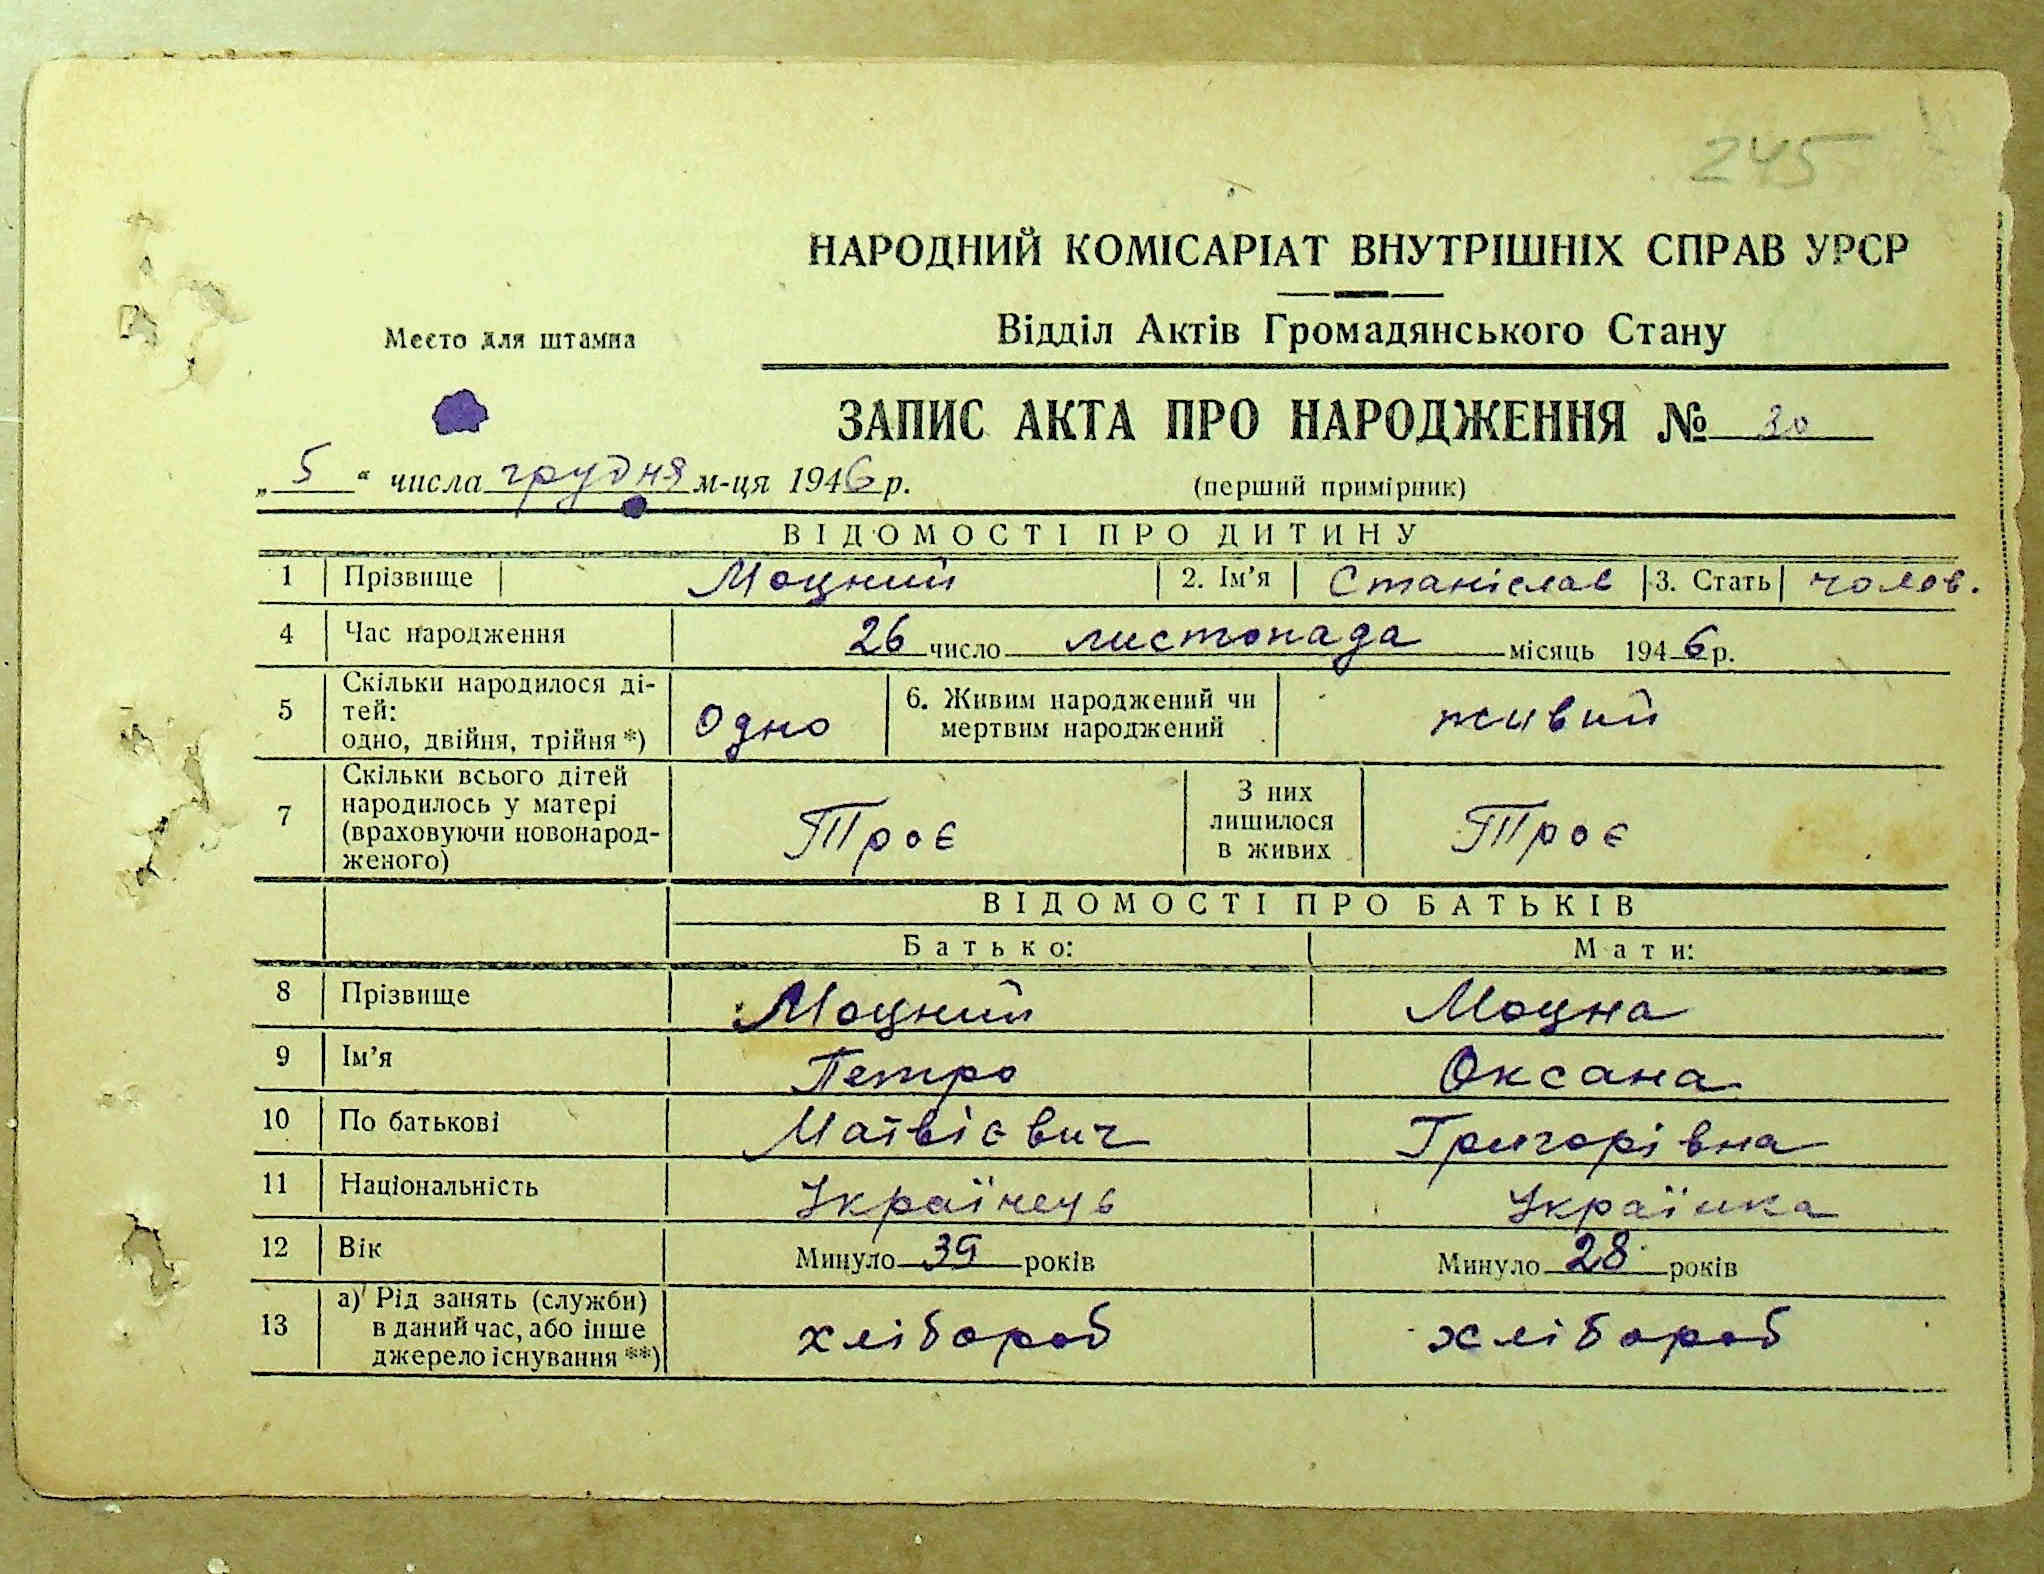 245
НАРОДНИЙ КОМІСАРІАТ ВНУТРІШНІХ СПРАВ УРСР
Место для штампа
Відділ Актів Громадянського Стану
ЗАПИС АКТА ПРО НАРОДЖЕННЯ № 30
„ 5 “ числа грудня м-ця 1946 р. (перший примірник)
ВІДОМОСТІ ПРО ДИТИНУ
1 Прізвище Моцний 2. Ім’я Станіслав 3. Стать чолов.
4 Час народження 26 число листопада місяць 1946 р.
5 Скільки народилося ді-
тей:
одно, двійня, трійня *) Одно 6. Живим народжений чи
мертвим народжений живий
7 Скільки всього дітей
народилось у матері
(враховуючи новонарод-
женого) Троє З них
лишилося
в живих Троє
ВІДОМОСТІ ПРО БАТЬКІВ
Батько: Мати:
8 Прізвище Моцний Моцна
9 Ім’я Петро Оксана
10 По батькові Матвієвич Григорівна
11 Національність Українець Українка
12 Вік Минуло 39 років Минуло 28 років
13 а) Рід занять (служби)
в даний час, або інше
джерело існування **) хлібороб хлібороб